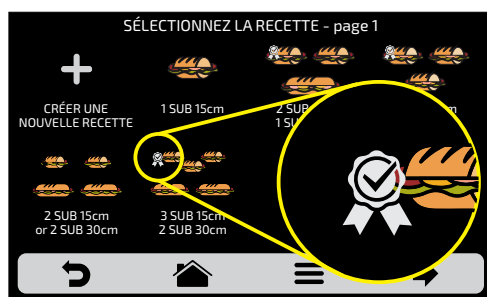 SÉLECTIONNEZ LA RECETTE - page 1
CRÉER UNE
NOUVELLE RECETTE
1 SUB 15cm
2 SUB
1 SU
2 SUB 15cm
or 2 SUB 30cm
3 SUB 15cm
2 SUB 30cm